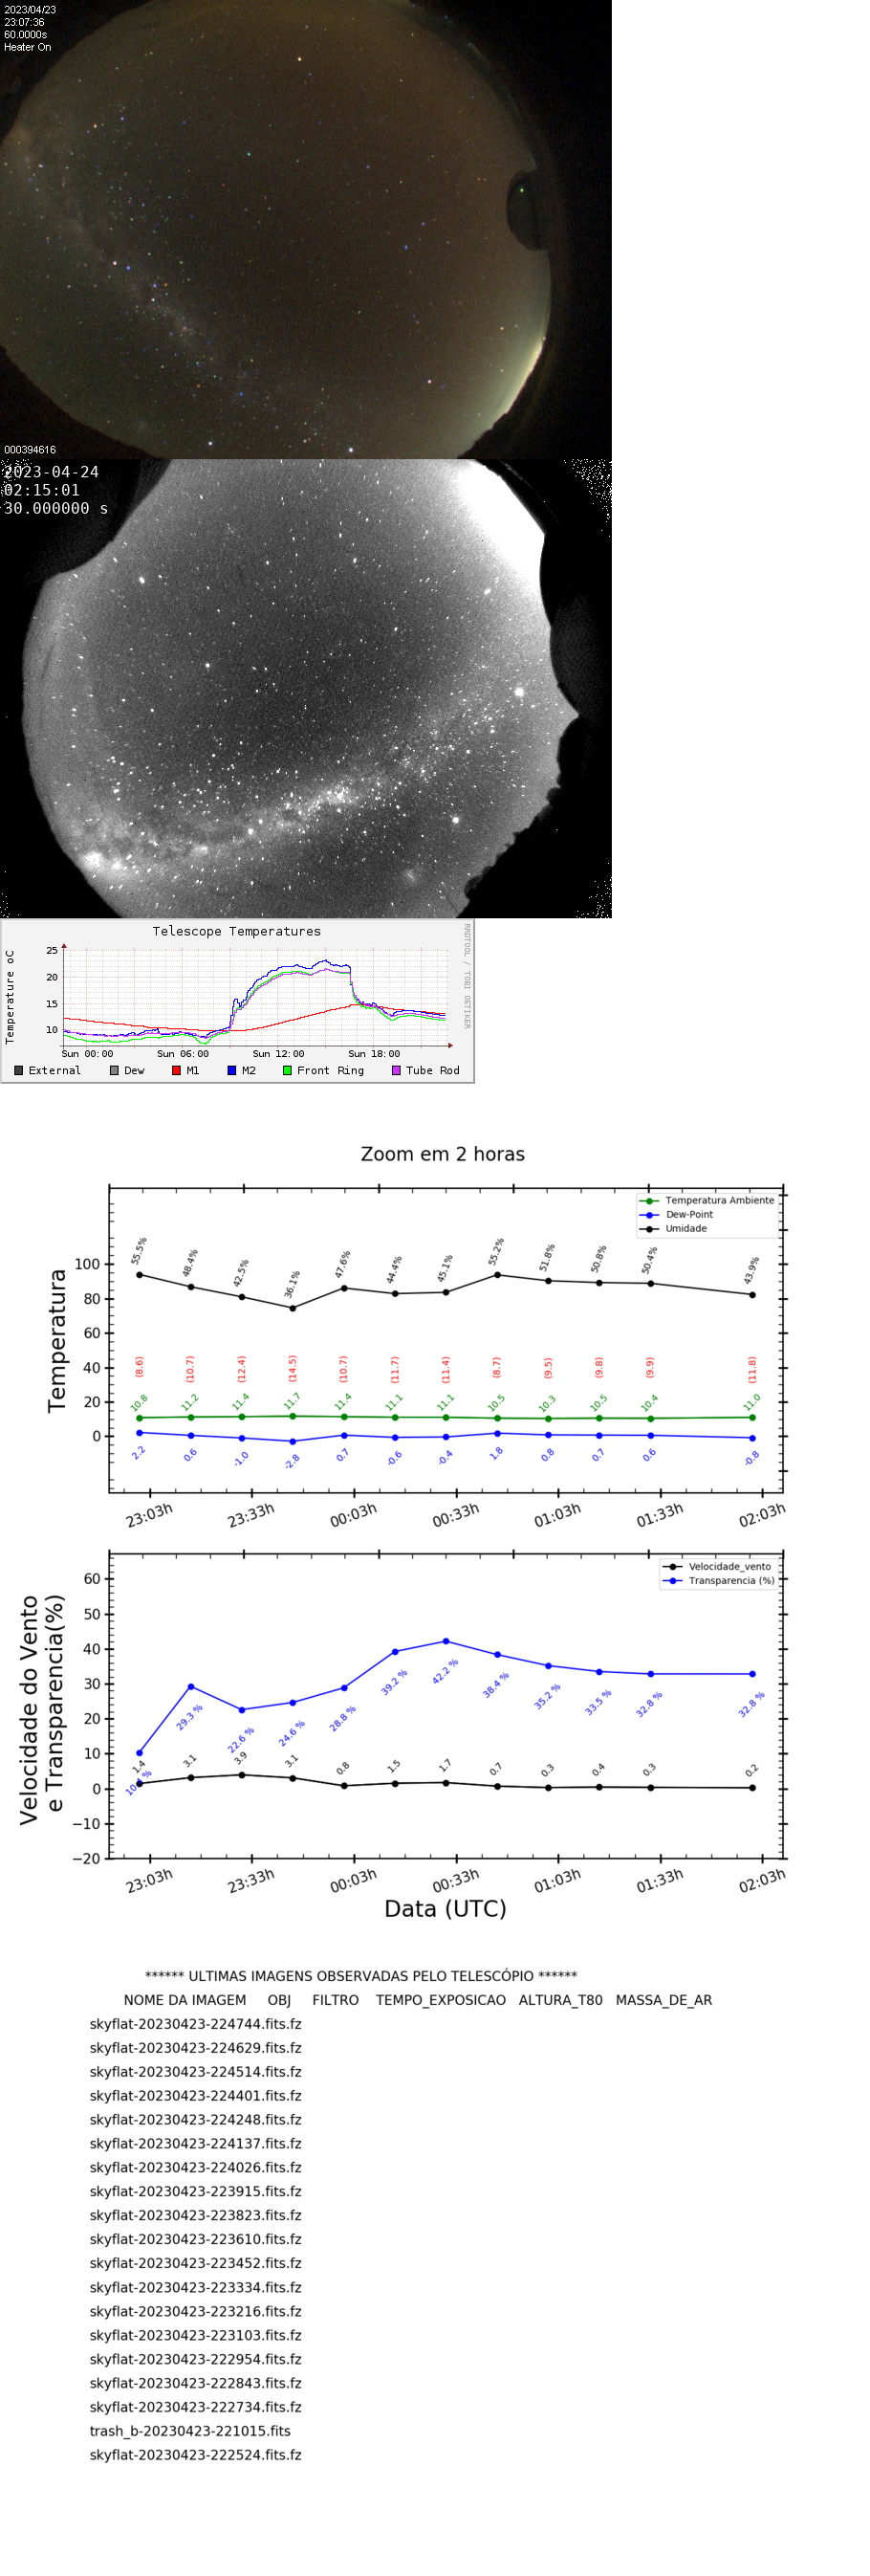 2023/04/23
23:07:36
60.0000s
Heater On
000394616
2023-04-24
02:15:01
30.000000 s
Telescope Temperatures
Temperature oC
RRDTOOL / TOBI OETIKER
25
20
15
10
Sun 00:00 Sun 06:00 Sun 12:00 Sun 18:00
External Dew M1 M2 Front Ring Tube Rod
Zoom em 2 horas
Temperatura
Temperatura Ambiente
Dew-Point
Umidade
100
80
60
40
20
0
55.5% 48.4% 42.5% 36.1% 47.6% 44.4% 45.1% 55.2% 51.8% 50.8% 50.4% 43.9%
(8.6) (10.7) (12.4) (14.5) (10.7) (11.7) (11.4) (8.7) (9.5) (9.8) (9.9) (11.8)
10.8 11.2 11.4 11.7 11.4 11.1 11.1 10.5 10.3 10.5 10.4 11.0
2.2 0.6 -1.0 -2.8 0.7 -0.6 -0.4 1.8 0.8 0.7 0.6 -0.8
23:03h 23:33h 00:03h 00:33h 01:03h 01:33h 02:03h
Velocidade do Vento
e Transparencia(%)
Velocidade_vento
Transparencia (%)
60
50
40
30
20
10
0
−10
−20
29.3 % 22.6 % 24.6 % 28.8 % 39.2 % 42.2 % 38.4 % 35.2 % 33.5 % 32.8 % 32.8 %
1.4 3.1 3.9 3.1 0.8 1.5 1.7 0.7 0.3 0.4 0.3 0.2
23:03h 23:33h 00:03h 00:33h 01:03h 01:33h 02:03h
Data (UTC)
****** ULTIMAS IMAGENS OBSERVADAS PELO TELESCÓPIO ******
NOME DA IMAGEM OBJ FILTRO TEMPO_EXPOSICAO ALTURA_T80 MASSA_DE_AR
skyflat-20230423-224744.fits.fz
skyflat-20230423-224629.fits.fz
skyflat-20230423-224514.fits.fz
skyflat-20230423-224401.fits.fz
skyflat-20230423-224248.fits.fz
skyflat-20230423-224137.fits.fz
skyflat-20230423-224026.fits.fz
skyflat-20230423-223915.fits.fz
skyflat-20230423-223823.fits.fz
skyflat-20230423-223610.fits.fz
skyflat-20230423-223452.fits.fz
skyflat-20230423-223334.fits.fz
skyflat-20230423-223216.fits.fz
skyflat-20230423-223103.fits.fz
skyflat-20230423-222954.fits.fz
skyflat-20230423-222843.fits.fz
skyflat-20230423-222734.fits.fz
trash_b-20230423-221015.fits
skyflat-20230423-222524.fits.fz